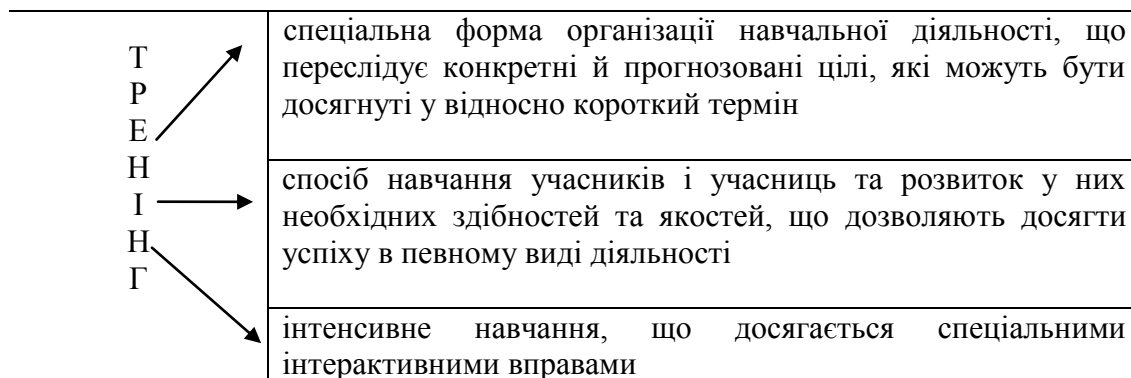 ТРЕНІНГ
спеціальна форма організації навчальної діяльності, що
переслідує конкретні й прогнозовані цілі, які можуть бути
досягнуті у відносно короткий термін
спосіб навчання учасників і учасниць та розвиток у них
необхідних здібностей та якостей, що дозволяють досягти
успіху в певному виді діяльності
інтенсивне навчання, що досягається спеціальними
інтерактивними вправами